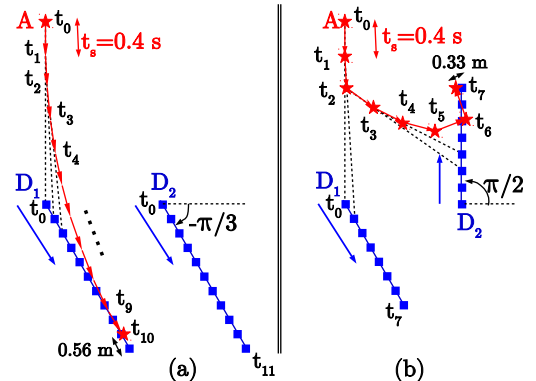 A t₀
tₛ=0.4 s
t₁
t₂
t₃
t₄
D₁
t₀
D₂
t₀
-π/3
t₉
t₁₀
0.56 m
(a)
t₁₁
A t₀
tₛ=0.4 s
t₁
t₂
t₃
t₄
t₅
0.33 m
t₇
t₆
D₁
t₀
π/2
D₂
t₇
(b)